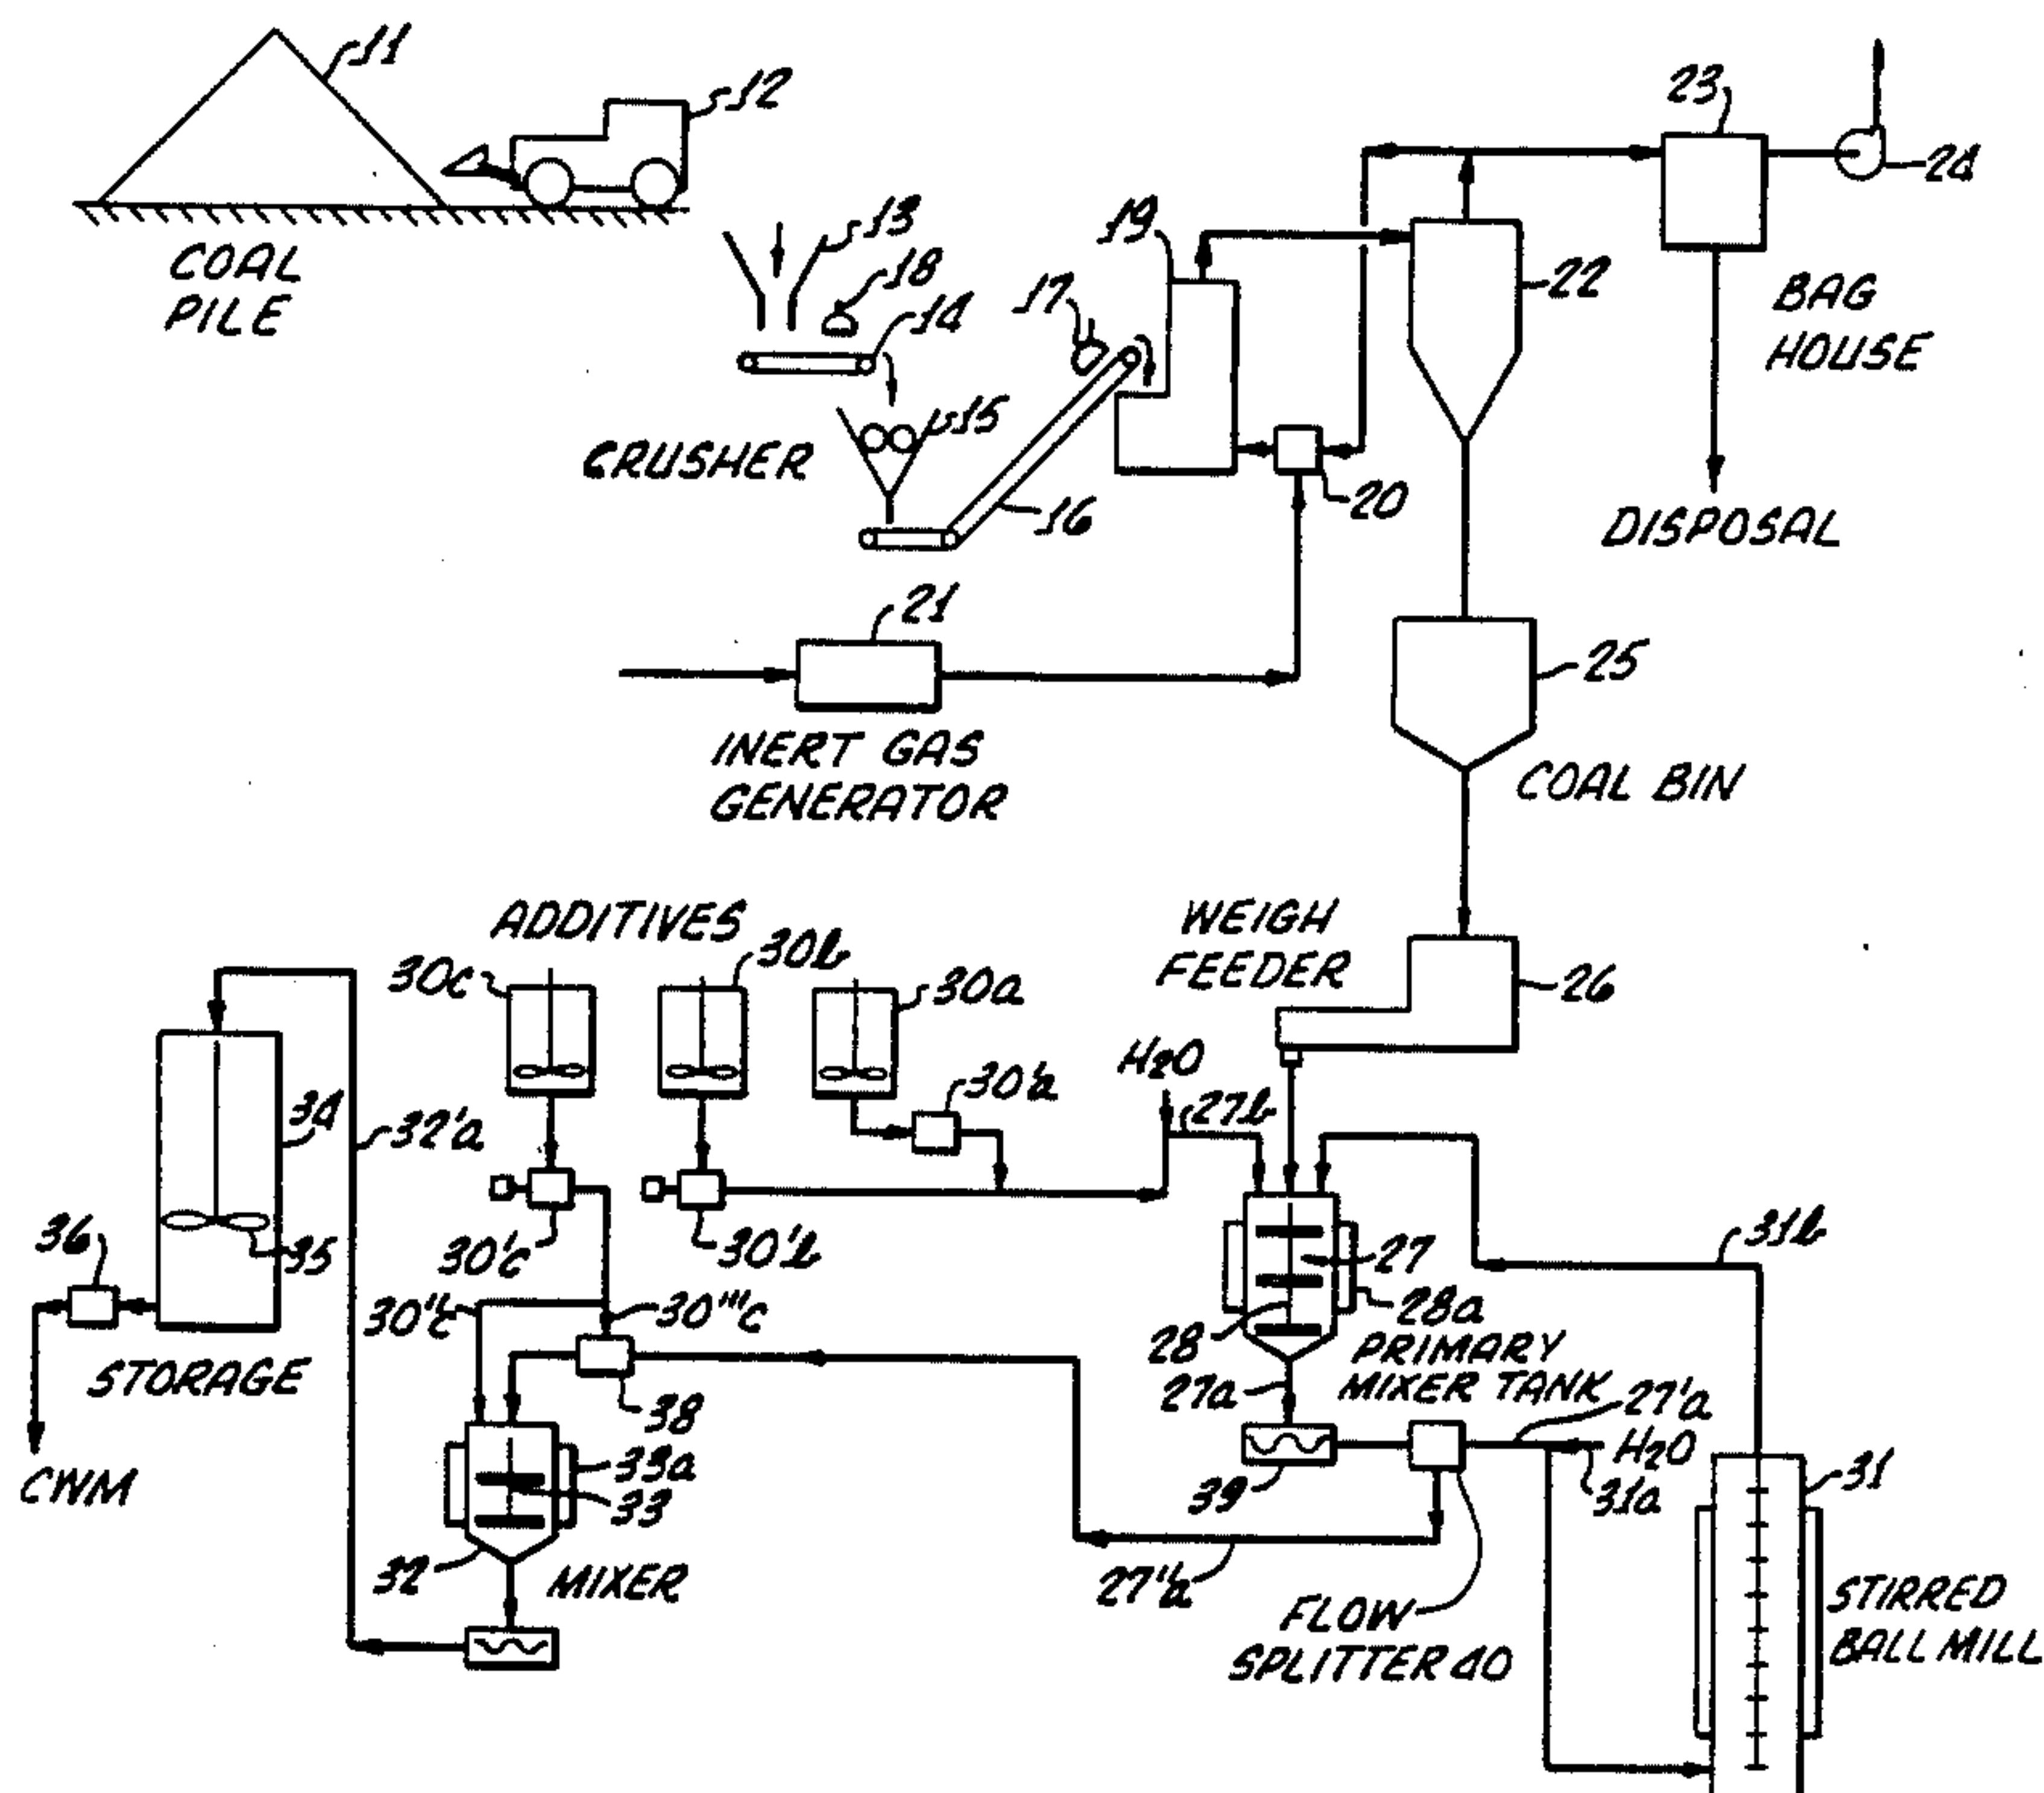 11
12
23
24
COAL
PILE
13
18
14
19
17
22
BAG
HOUSE
CRUSHER
15
16
20
DISPOSAL
21
25
INERT GAS
GENERATOR
COAL BIN
ADDITIVES
WEIGH
FEEDER
30c
30b
30a
26
H2O
27b
30'a
34
32'a
36
35
30'c
30'b
27
31b
28a
30''c
30'''c
28
PRIMARY
MIXER TANK
STORAGE
38
27a
27'a
H2O
31
CWM
33a
33
39
31a
32
MIXER
27''a
FLOW
SPLITTER 40
STIRRED
BALL MILL